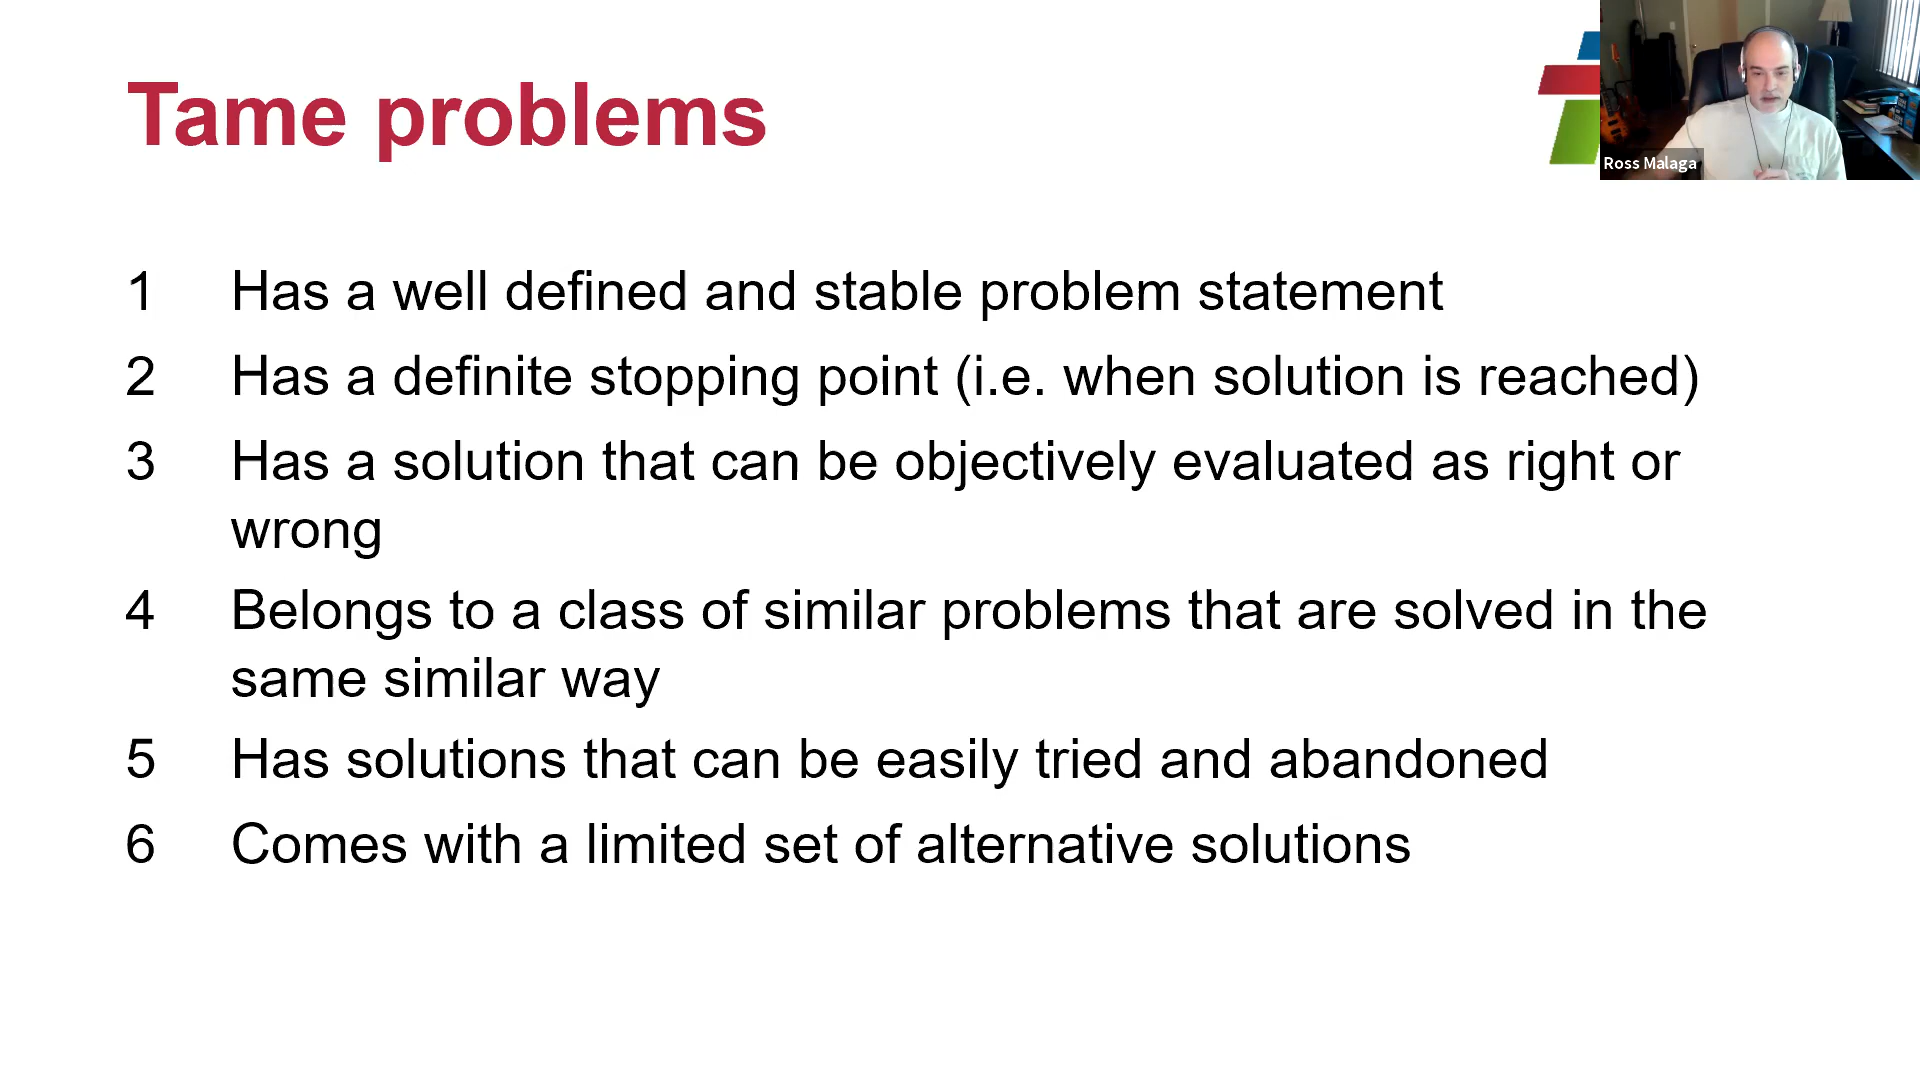 Tame problems
Ross Malaga
1 Has a well defined and stable problem statement
2 Has a definite stopping point (i.e. when solution is reached)
3 Has a solution that can be objectively evaluated as right or
wrong
4 Belongs to a class of similar problems that are solved in the
same similar way
5 Has solutions that can be easily tried and abandoned
6 Comes with a limited set of alternative solutions